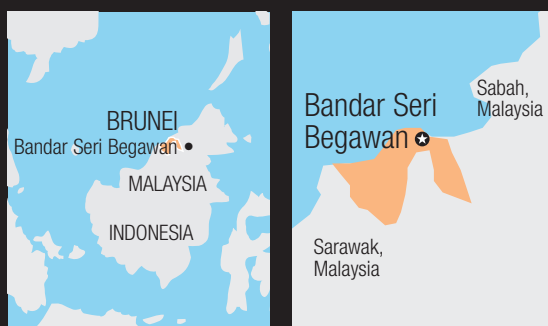 BRUNEI
Bandar Seri Begawan
MALAYSIA
INDONESIA
Bandar Seri
Begawan
Sabah,
Malaysia
Sarawak,
Malaysia